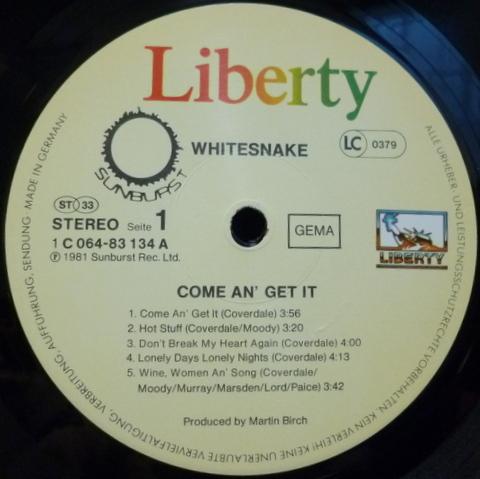 Liberty
WHITESNAKE
LC 0379
SUNBURST
ST 33
STEREO Seite 1
1 C 064-83 134 A
℗ 1981 Sunburst Rec. Ltd.
GEMA
LIBERTY
COME AN' GET IT
1. Come An' Get It (Coverdale) 3:56
2. Hot Stuff (Coverdale/Moody) 3:20
3. Don't Break My Heart Again (Coverdale) 4:00
4. Lonely Days Lonely Nights (Coverdale) 4:13
5. Wine, Women An' Song (Coverdale/
Moody/Murray/Marsden/Lord/Paice) 3:42
Produced by Martin Birch
ALLE URHEBER- UND LEISTUNGSSCHUTZRECHTE VORBEHALTEN. KEIN VERLEIH! KEINE UNERLAUBTE VERVIELFÄLTIGUNG, VERBREITUNG, AUFFÜHRUNG, SENDUNG MADE IN GERMANY